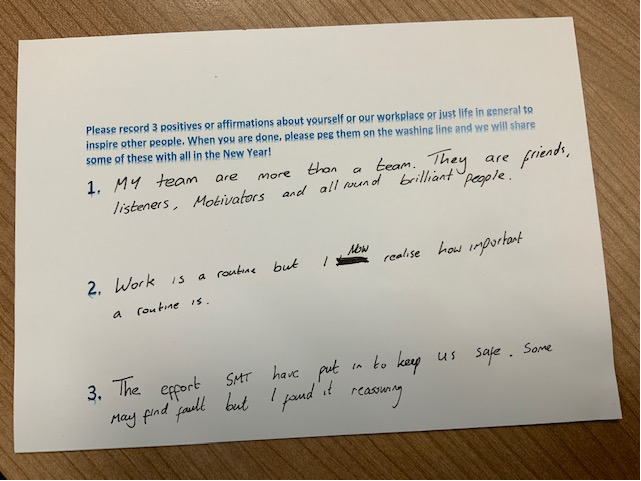 Please record 3 positives or affirmations about yourself or our workplace or just life in general to
inspire other people. When you are done, please peg them on the washing line and we will share
some of these with all in the New Year!
1. MY team are more than a team. They are friends,
listeners, Motivators and all round brilliant people.
2. Work is a routine but I Now realise how important
a routine is.
3. The effort SMT have put in to keep us safe. Some
May find fault but I found it reassuring